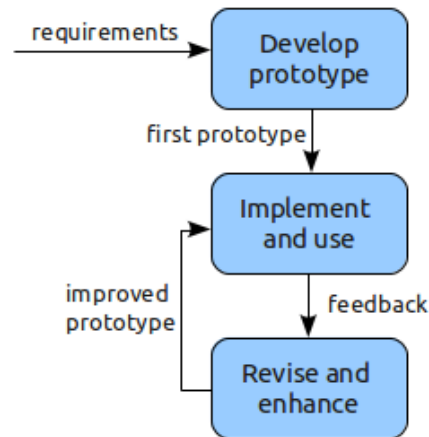 requirements
Develop
prototype
first prototype
Implement
and use
improved
prototype
feedback
Revise and
enhance